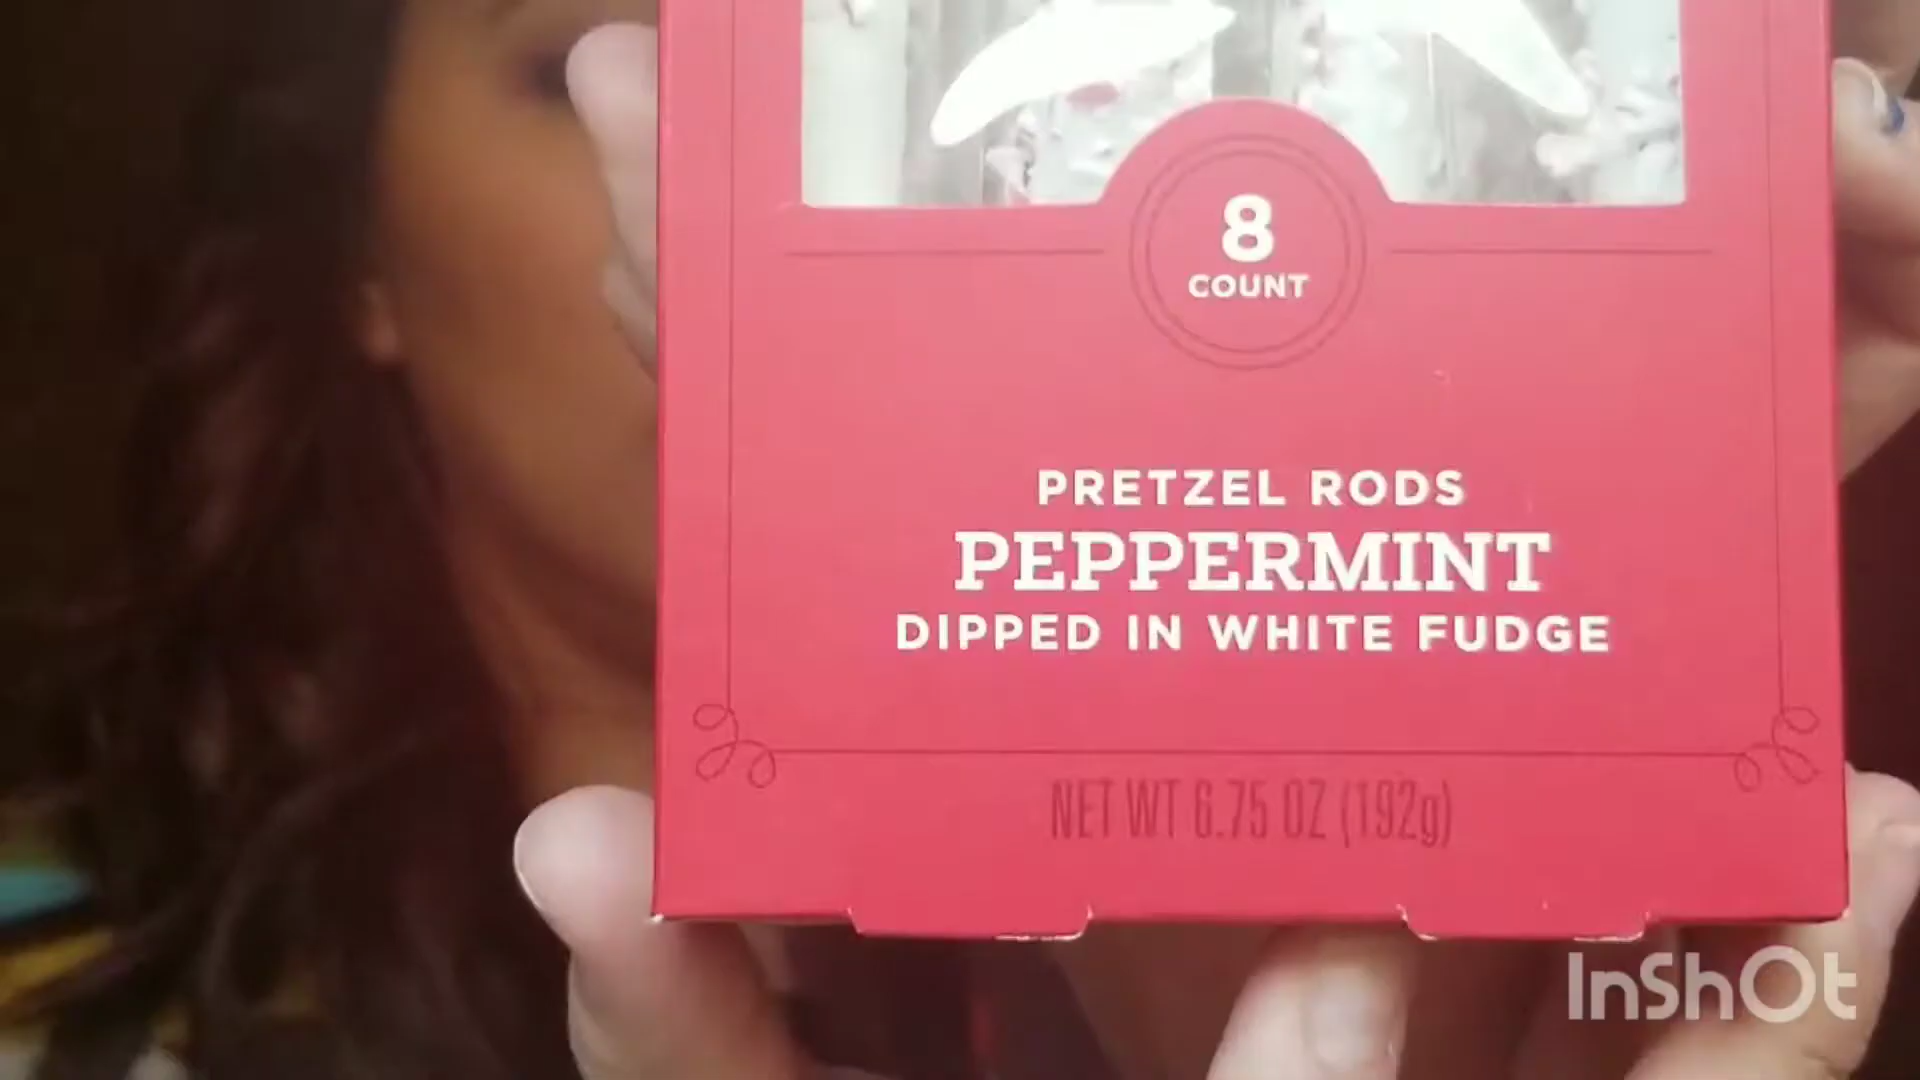 8
COUNT
PRETZEL RODS
PEPPERMINT
DIPPED IN WHITE FUDGE
NET WT 6.75 OZ (192g)
InShOt